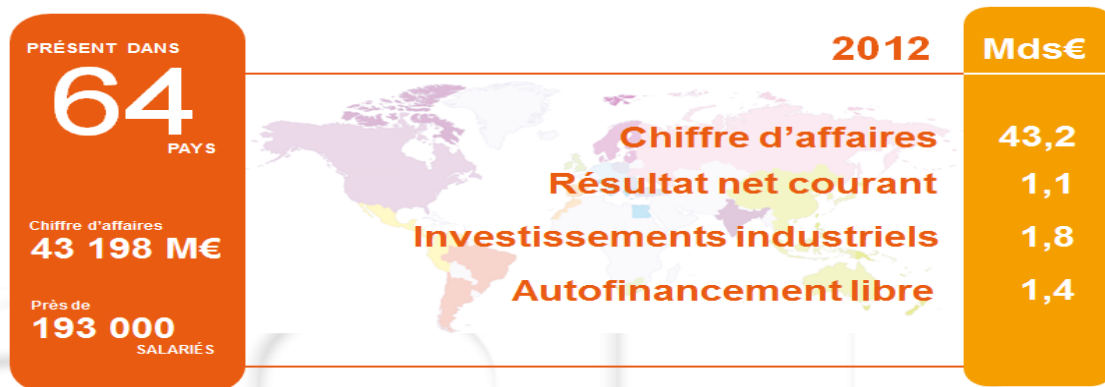 PRÉSENT DANS
64
PAYS
Chiffre d'affaires
43 198 M€
Près de
193 000
SALARIÉS
2012 Mds€
Chiffre d'affaires 43,2
Résultat net courant 1,1
Investissements industriels 1,8
Autofinancement libre 1,4